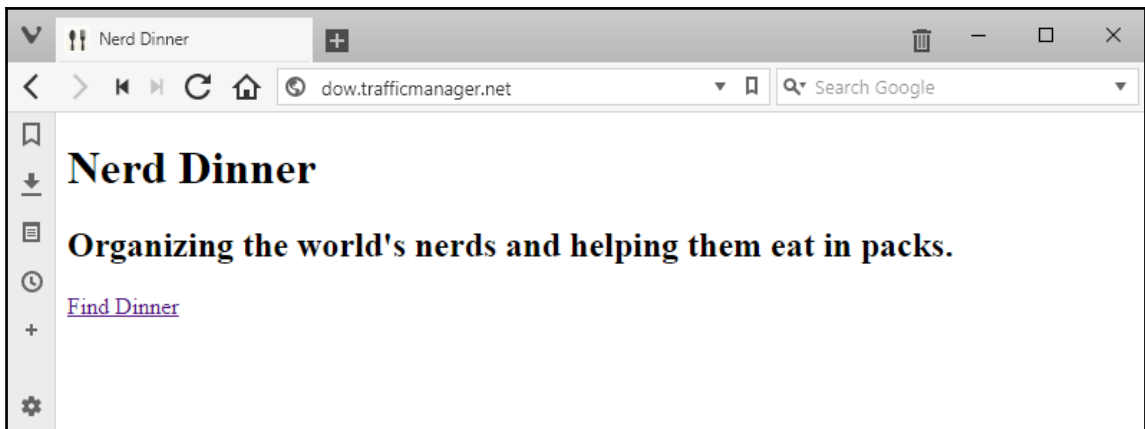 Nerd Dinner
dow.trafficmanager.net
Search Google
Nerd Dinner
Organizing the world's nerds and helping them eat in packs.
Find Dinner